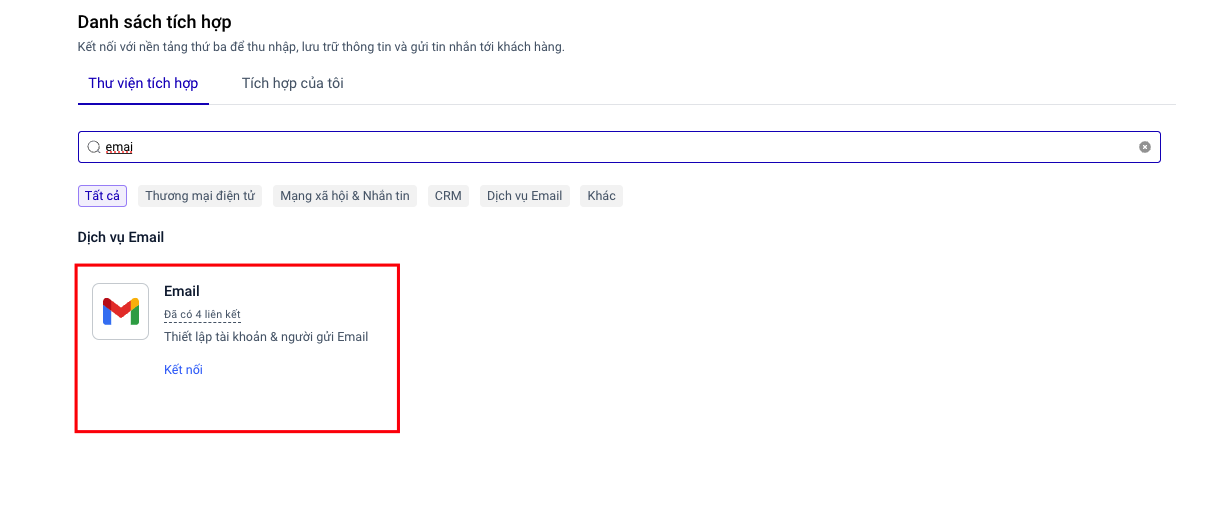 Danh sách tích hợp
Kết nối với nền tảng thứ ba để thu nhập, lưu trữ thông tin và gửi tin nhắn tới khách hàng.
Thư viện tích hợp Tích hợp của tôi
emai
Tất cả Thương mại điện tử Mạng xã hội & Nhắn tin CRM Dịch vụ Email Khác
Dịch vụ Email
Email
Đã có 4 liên kết
Thiết lập tài khoản & người gửi Email
Kết nối